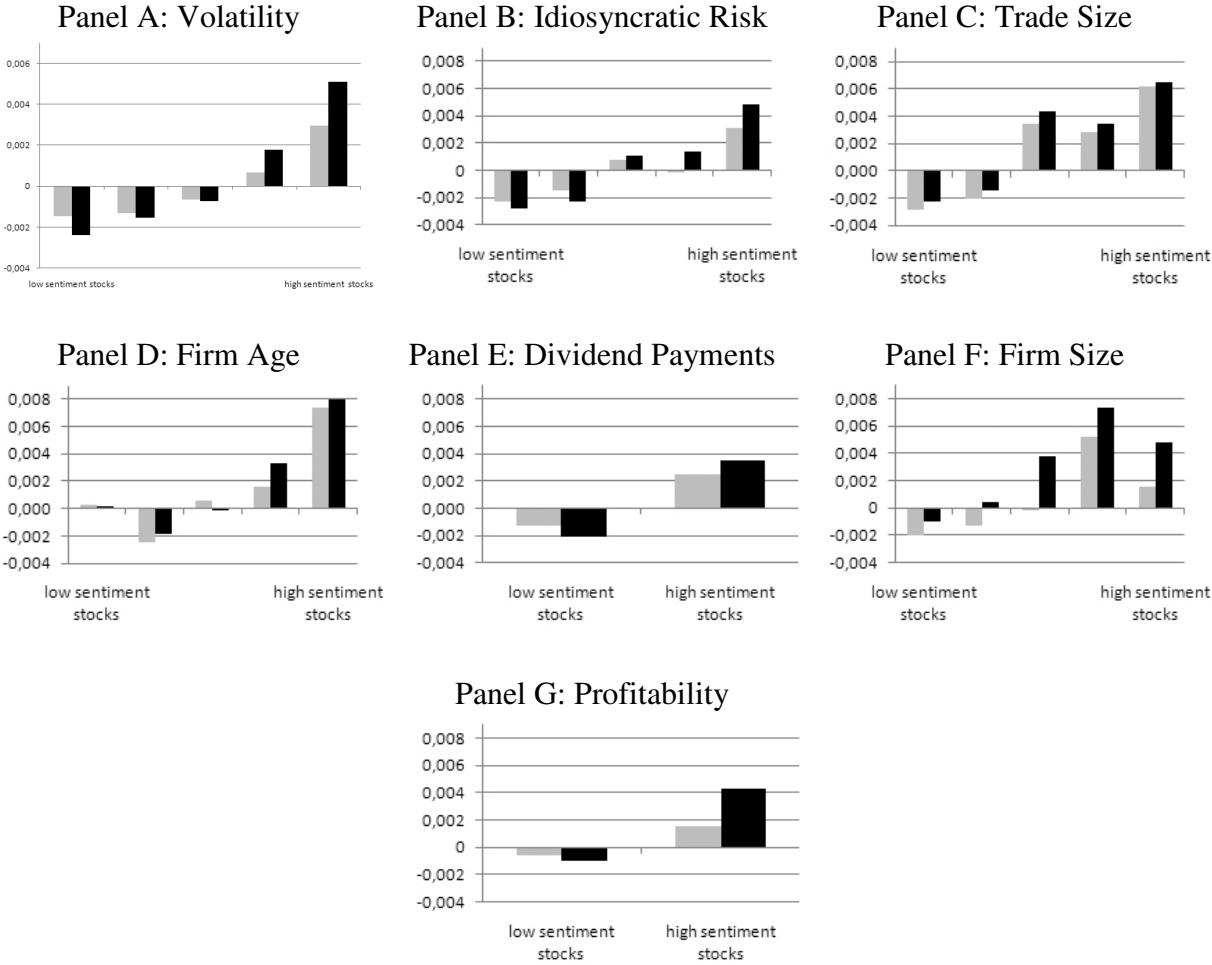 Panel A: Volatility
0,006
0,004
0,002
0
-0,002
-0,004
low sentiment stocks
high sentiment stocks
Panel B: Idiosyncratic Risk
0,008
0,006
0,004
0,002
0
-0,002
-0,004
low sentiment
stocks
high sentiment
stocks
Panel C: Trade Size
0,008
0,006
0,004
0,002
0,000
-0,002
-0,004
low sentiment
stocks
high sentiment
stocks
Panel D: Firm Age
0,008
0,006
0,004
0,002
0,000
-0,002
-0,004
low sentiment
stocks
high sentiment
stocks
Panel E: Dividend Payments
0,008
0,006
0,004
0,002
0,000
-0,002
-0,004
low sentiment
stocks
high sentiment
stocks
Panel F: Firm Size
0,008
0,006
0,004
0,002
0
-0,002
-0,004
low sentiment
stocks
high sentiment
stocks
Panel G: Profitability
0,008
0,006
0,004
0,002
0
-0,002
-0,004
low sentiment
stocks
high sentiment
stocks